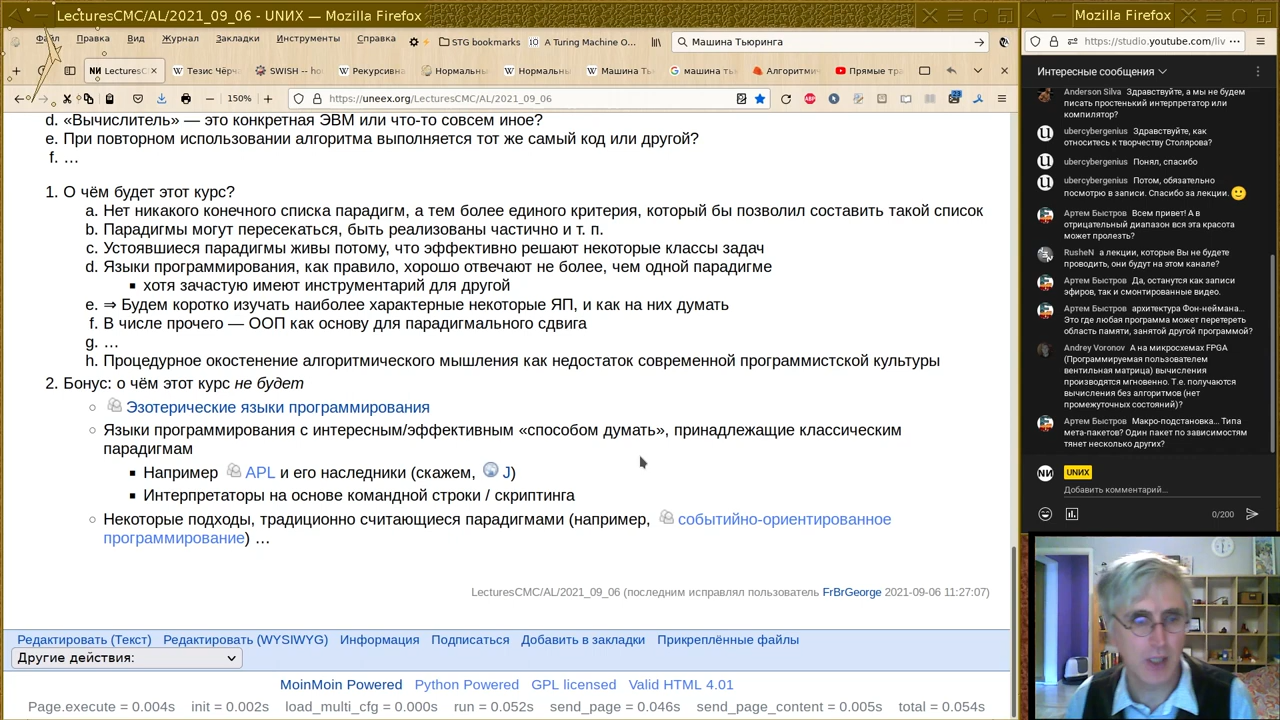 LecturesCMC/AL/2021_09_06 - UNИX — Mozilla Firefox
Файл Правка Вид Журнал Закладки Инструменты Справка
STG bookmarks
A Turing Machine O…
Машина Тьюринга
LecturesC
Тезис Чёрч
SWISH -- ho
Рекурсивна
Нормальны
Нормальны
Машина Ть
машина тьк
Алгоритми
Прямые тра
150%
https://uneex.org/LecturesCMC/AL/2021_09_06
d. «Вычислитель» — это конкретная ЭВМ или что-то совсем иное?
e. При повторном использовании алгоритма выполняется тот же самый код или другой?
f. …
1. О чём будет этот курс?
a. Нет никакого конечного списка парадигм, а тем более единого критерия, который бы позволил составить такой список
b. Парадигмы могут пересекаться, быть реализованы частично и т. п.
c. Устоявшиеся парадигмы живы потому, что эффективно решают некоторые классы задач
d. Языки программирования, как правило, хорошо отвечают не более, чем одной парадигме
хотя зачастую имеют инструментарий для другой
e. ⇒ Будем коротко изучать наиболее характерные некоторые ЯП, и как на них думать
f. В числе прочего — ООП как основу для парадигмального сдвига
g. …
h. Процедурное окостенение алгоритмического мышления как недостаток современной программистской культуры
2. Бонус: о чём этот курс не будет
Эзотерические языки программирования
Языки программирования с интересным/эффективным «способом думать», принадлежащие классическим
парадигмам
Например APL и его наследники (скажем, J)
Интерпретаторы на основе командной строки / скриптинга
Некоторые подходы, традиционно считающиеся парадигмами (например, событийно-ориентированное
программирование) …
LecturesCMC/AL/2021_09_06 (последним исправлял пользователь FrBrGeorge 2021-09-06 11:27:07)
Редактировать (Текст) Редактировать (WYSIWYG) Информация Подписаться Добавить в закладки Прикреплённые файлы
Другие действия:
MoinMoin Powered Python Powered GPL licensed Valid HTML 4.01
Page.execute = 0.004s init = 0.002s load_multi_cfg = 0.000s run = 0.052s send_page = 0.046s send_page_content = 0.005s total = 0.054s
Mozilla Firefox
https://studio.youtube.com/liv
Интересные сообщения
Anderson Silva Здравствуйте, а мы не будем
писать простенький интерпретатор или
компилятор?
ubercybergenius Здравствуйте, как
относитесь к творчеству Столярова?
ubercybergenius Понял, спасибо
ubercybergenius Потом, обязательно
посмотрить в записи. Спасибо за лекции.
Артем Быстров Всем привет! А в
отрицательный диапазон вся эта красота
может пролезть?
RusheN а лекции, которые Вы не будете
проводить, они будут на этом канале?
Артем Быстров Да, останутся как записи
эфиров, так и смонтированные видео.
Артем Быстров архитектура Фон-неймана...
Это где любая программа может перетереть
область памяти, занятой другой программой?
Andrey Voronov А на микросхемах FPGA
(Программируемая пользователем
вентильная матрица) вычисления
производятся мгновенно. Т.е. получаются
вычисления без алгоритмов (нет
промежуточных состояний)?
Артем Быстров Макро-подстановка... Типа
мета-пакетов? Один пакет по зависимостям
тянет несколько других?
UNИX
Добавить комментарий...
0/200